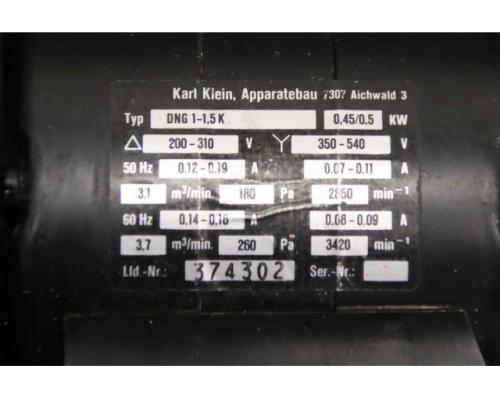 Karl Klein, Apparatebau 7307 Aichwald 3
Typ DNG 1-1,5 K 0,45/0,5 KW
△ 200-310 V Y 350-540 V
50 Hz 0,12-0,19 A 0,07-0,11 A
3,1 m³/min. 180 Pa 2850 min⁻¹
60 Hz 0,14-0,16 A 0,08-0,09 A
3,7 m³/min. 260 Pa 3420 min⁻¹
Lfd.-Nr.: 374302 Ser.-Nr.: